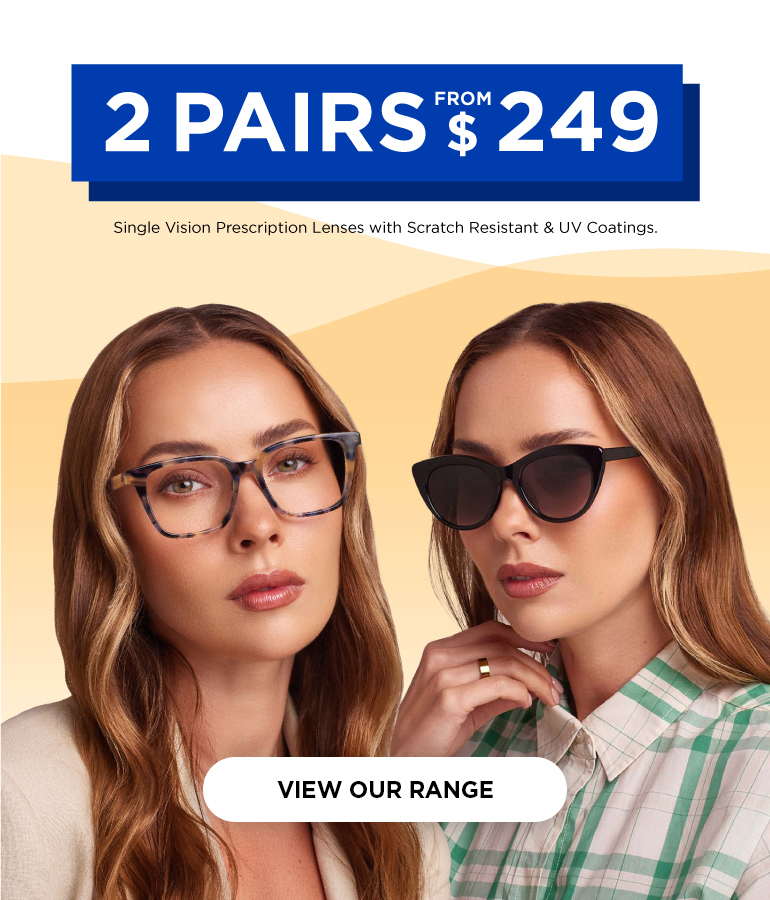 2 PAIRS FROM $249
Single Vision Prescription Lenses with Scratch Resistant & UV Coatings.
VIEW OUR RANGE